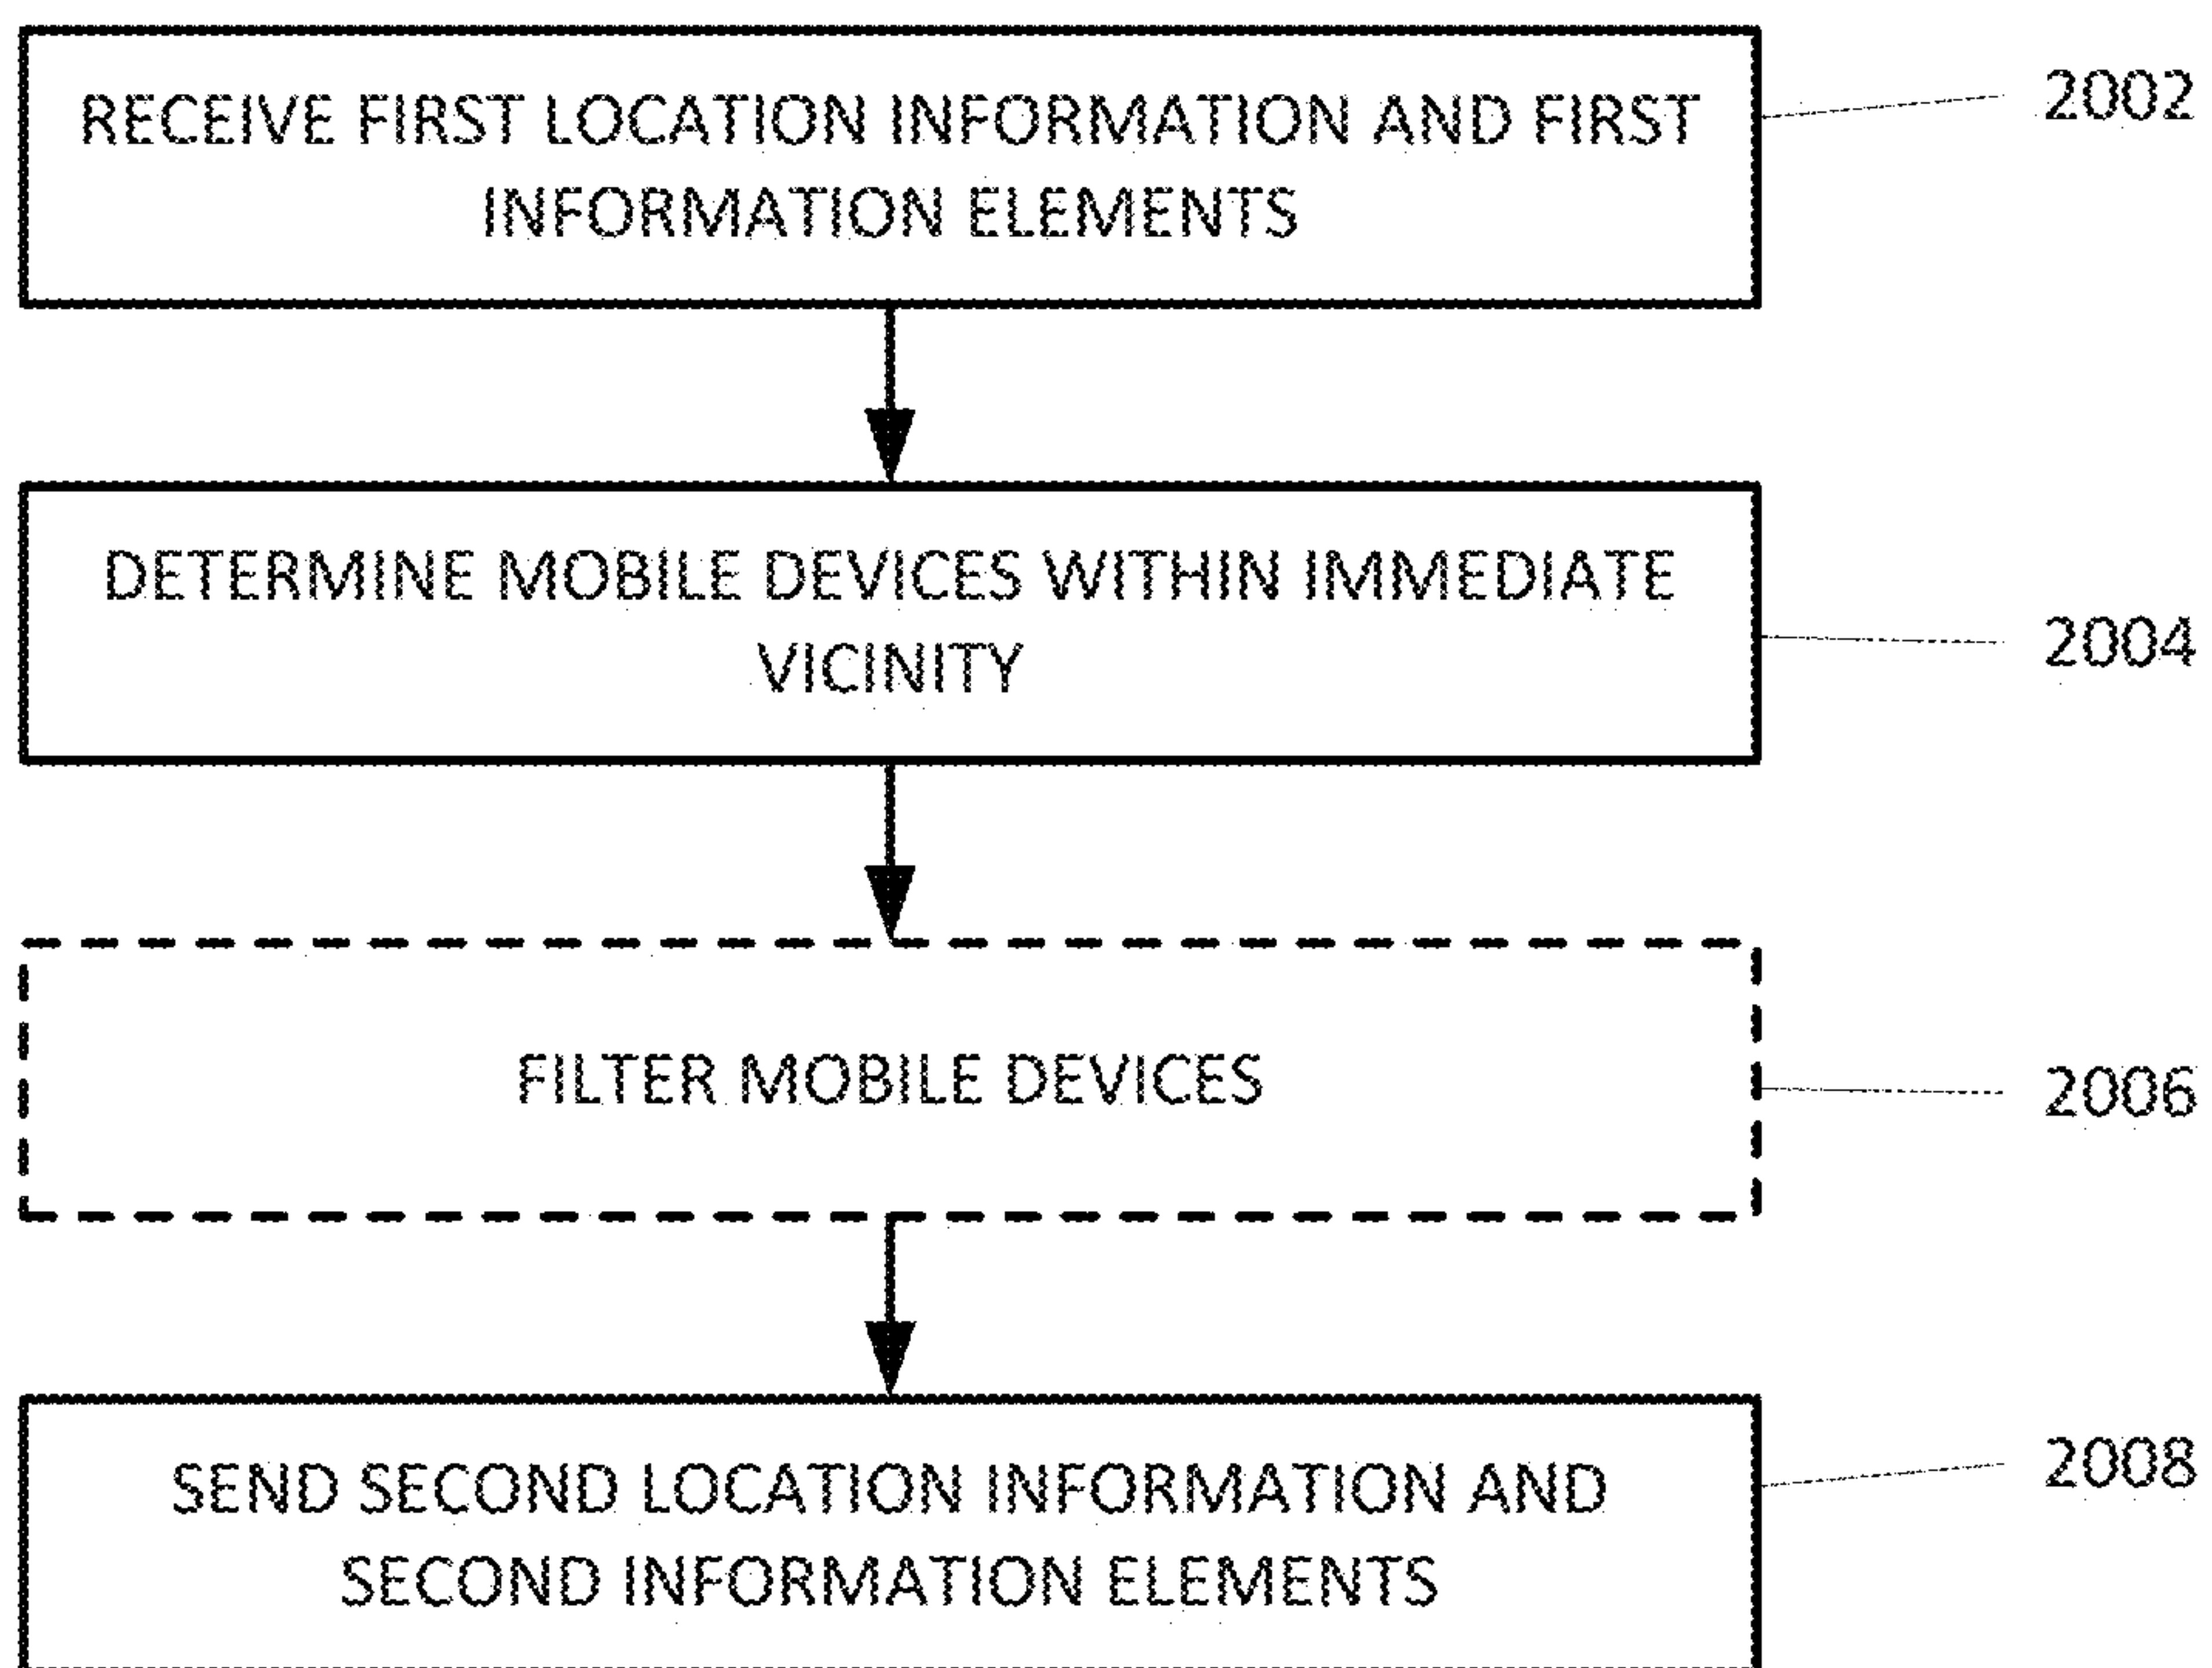 RECEIVE FIRST LOCATION INFORMATION AND FIRST
INFORMATION ELEMENTS
2002
DETERMINE MOBILE DEVICES WITHIN IMMEDIATE
VICINITY
2004
FILTER MOBILE DEVICES
2006
SEND SECOND LOCATION INFORMATION AND
SECOND INFORMATION ELEMENTS
2008